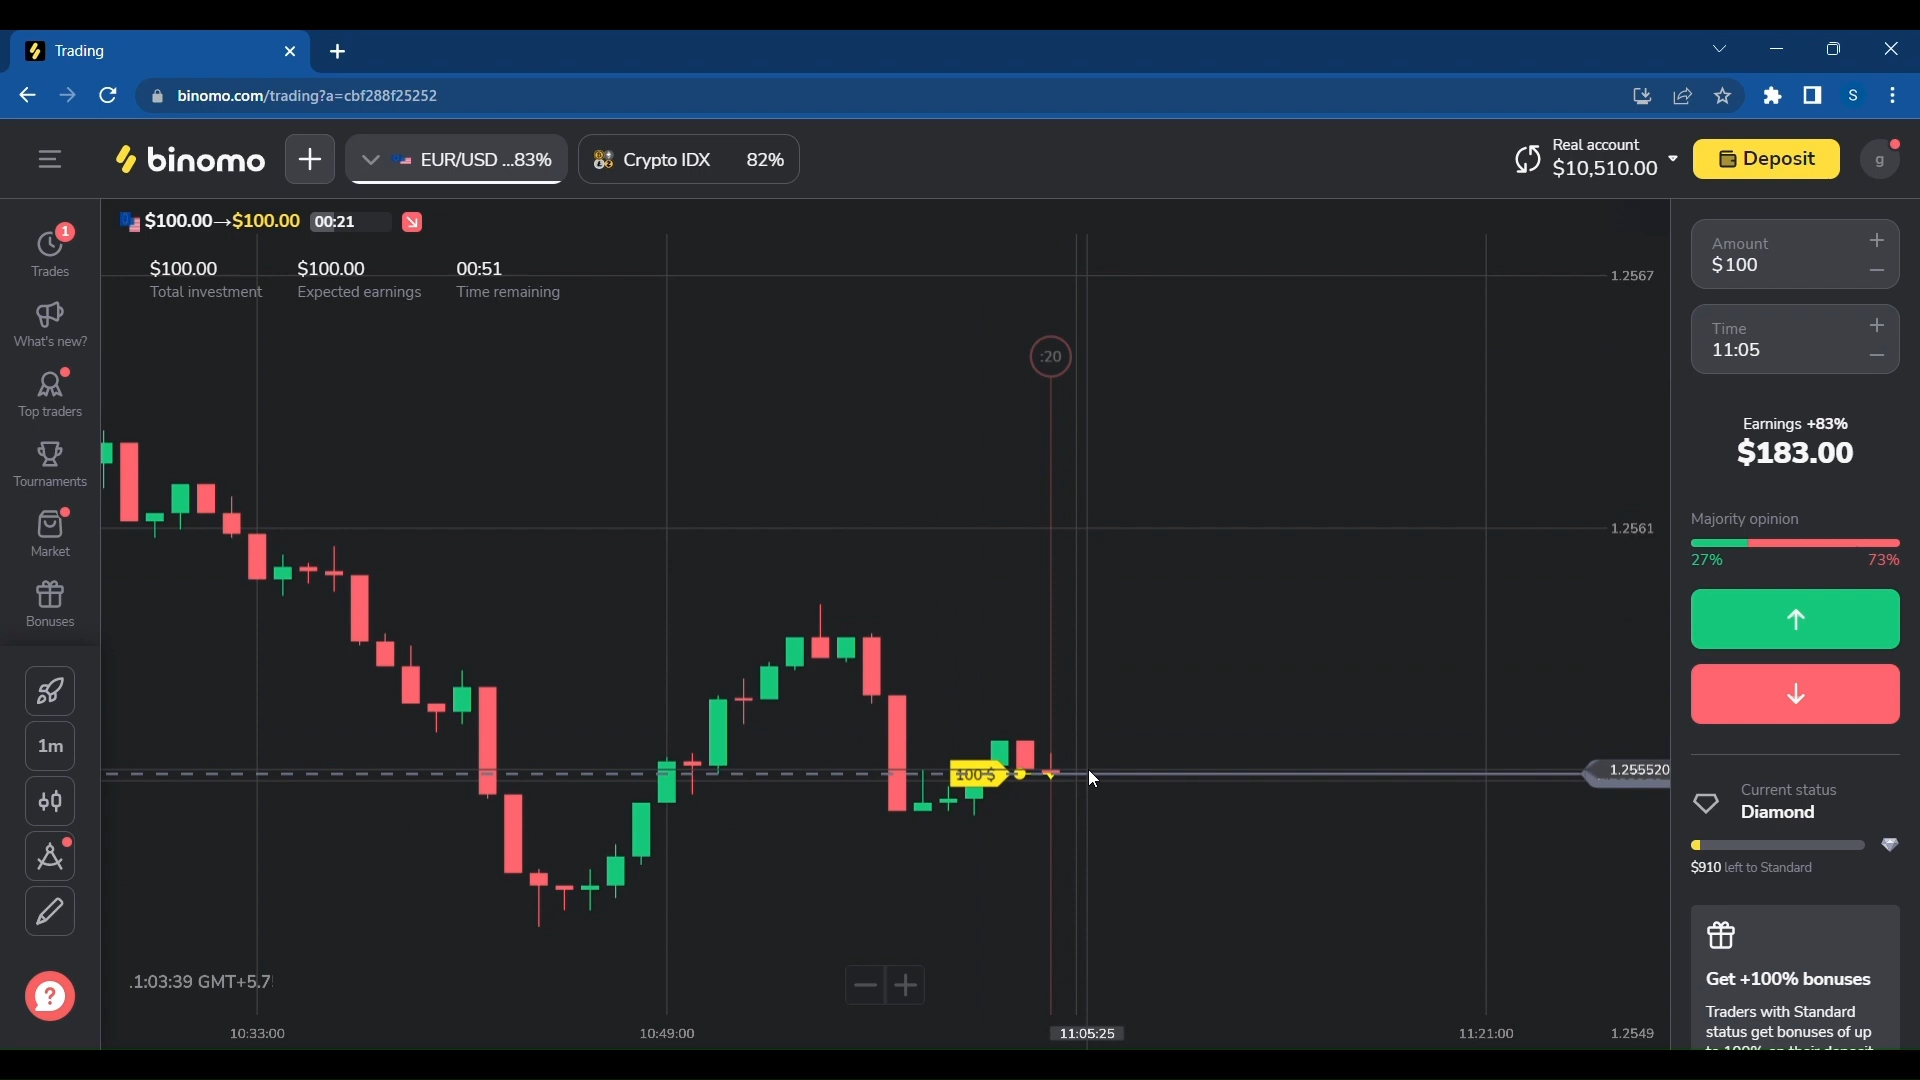 Trading
binomo.com/trading?a=cbf288f25252
S
binomo
EUR/USD ...83%
Crypto IDX 82%
Real account
$10,510.00
Deposit
g
$100.00→$100.00 00:21
$100.00 $100.00 00:51
Total investment Expected earnings Time remaining
1
Trades
What's new?
Top traders
Tournaments
Market
Bonuses
1m
:20
100 $
1.2567
1.2561
1.255520
1.2549
.1:03:39 GMT+5.7
10:33:00 10:49:00 11:05:25 11:21:00
Amount
$100
Time
11:05
Earnings +83%
$183.00
Majority opinion
27% 73%
Current status
Diamond
$910 left to Standard
Get +100% bonuses
Traders with Standard
status get bonuses of up